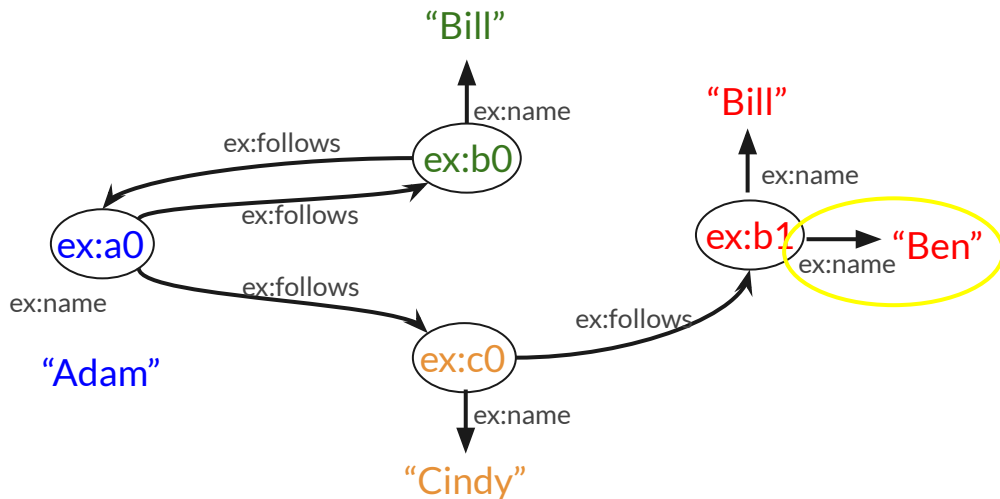 “Bill”
ex:name
“Bill”
ex:follows
ex:b0
ex:name
ex:follows
ex:a0
ex:b1
“Ben”
ex:name
ex:follows
ex:name
ex:follows
ex:c0
“Adam”
ex:name
“Cindy”